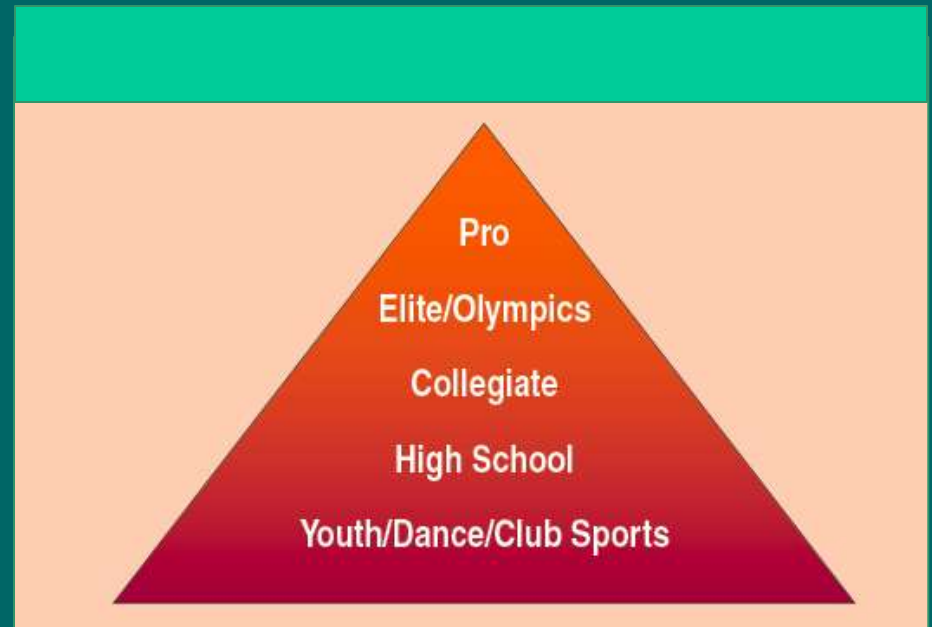 Pro
Elite/Olympics
Collegiate
High School
Youth/Dance/Club Sports